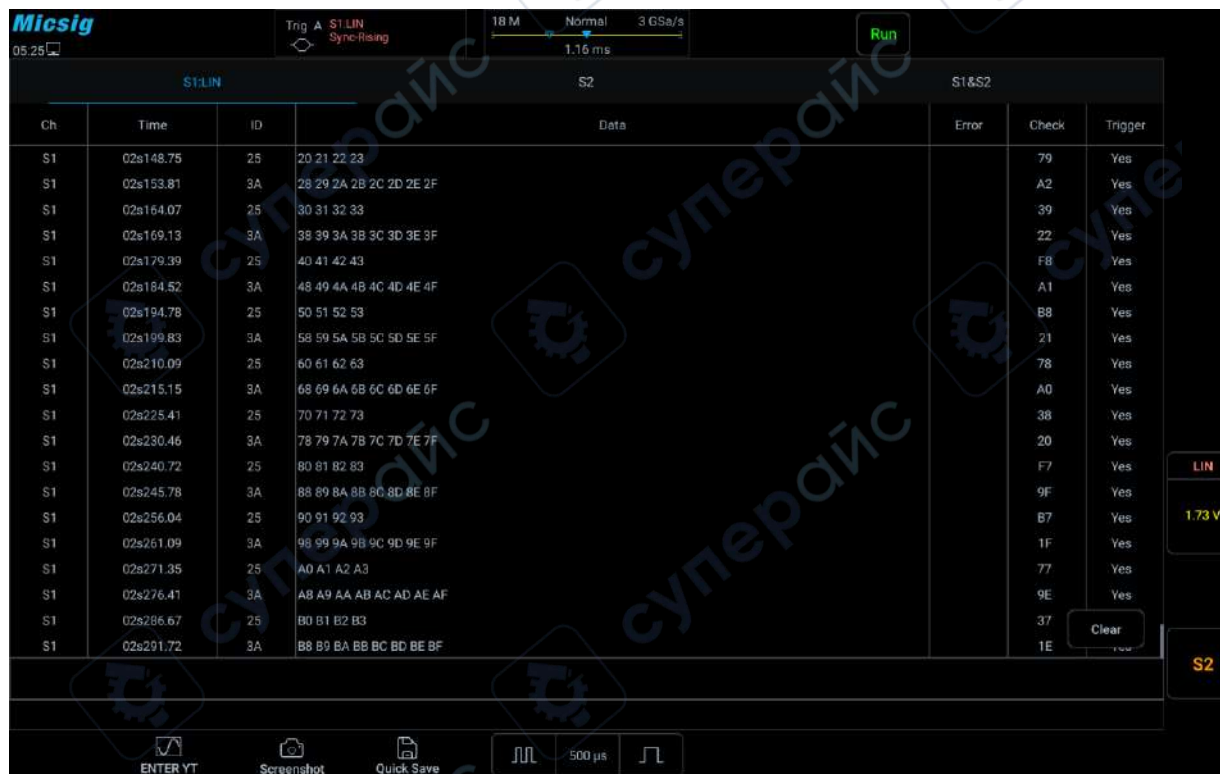 Micsig
05:25
Trig A S1.LIN
Sync-Rising
18 M Normal 3 GSa/s
1.16 ms
Run
S1:LIN S2 S1&S2
Ch Time ID Data Error Check Trigger
S1 02s148.75 25 20 21 22 23 79 Yes
S1 02s153.81 3A 28 29 2A 2B 2C 2D 2E 2F A2 Yes
S1 02s164.07 25 30 31 32 33 39 Yes
S1 02s169.13 3A 38 39 3A 3B 3C 3D 3E 3F 22 Yes
S1 02s179.39 25 40 41 42 43 F8 Yes
S1 02s184.52 3A 48 49 4A 4B 4C 4D 4E 4F A1 Yes
S1 02s194.78 25 50 51 52 53 B8 Yes
S1 02s199.83 3A 58 59 5A 5B 5C 5D 5E 5F 21 Yes
S1 02s210.09 25 60 61 62 63 78 Yes
S1 02s215.15 3A 68 69 6A 6B 6C 6D 6E 6F A0 Yes
S1 02s225.41 25 70 71 72 73 38 Yes
S1 02s230.46 3A 78 79 7A 7B 7C 7D 7E 7F 20 Yes
S1 02s240.72 25 80 81 82 83 F7 Yes
LIN
S1 02s245.78 3A 88 89 8A 8B 8C 8D 8E 8F 9F Yes
S1 02s256.04 25 90 91 92 93 B7 Yes
1.73 V
S1 02s261.09 3A 98 99 9A 9B 9C 9D 9E 9F 1F Yes
S1 02s271.35 25 A0 A1 A2 A3 77 Yes
S1 02s276.41 3A A8 A9 AA AB AC AD AE AF 9E Yes
S1 02s286.67 25 B0 B1 B2 B3 37
Clear
S1 02s291.72 3A B8 B9 BA BB BC BD BE BF 1E
S2
ENTER YT Screenshot Quick Save 500 µs
суперайс
суперайс
суперайс
суперайс